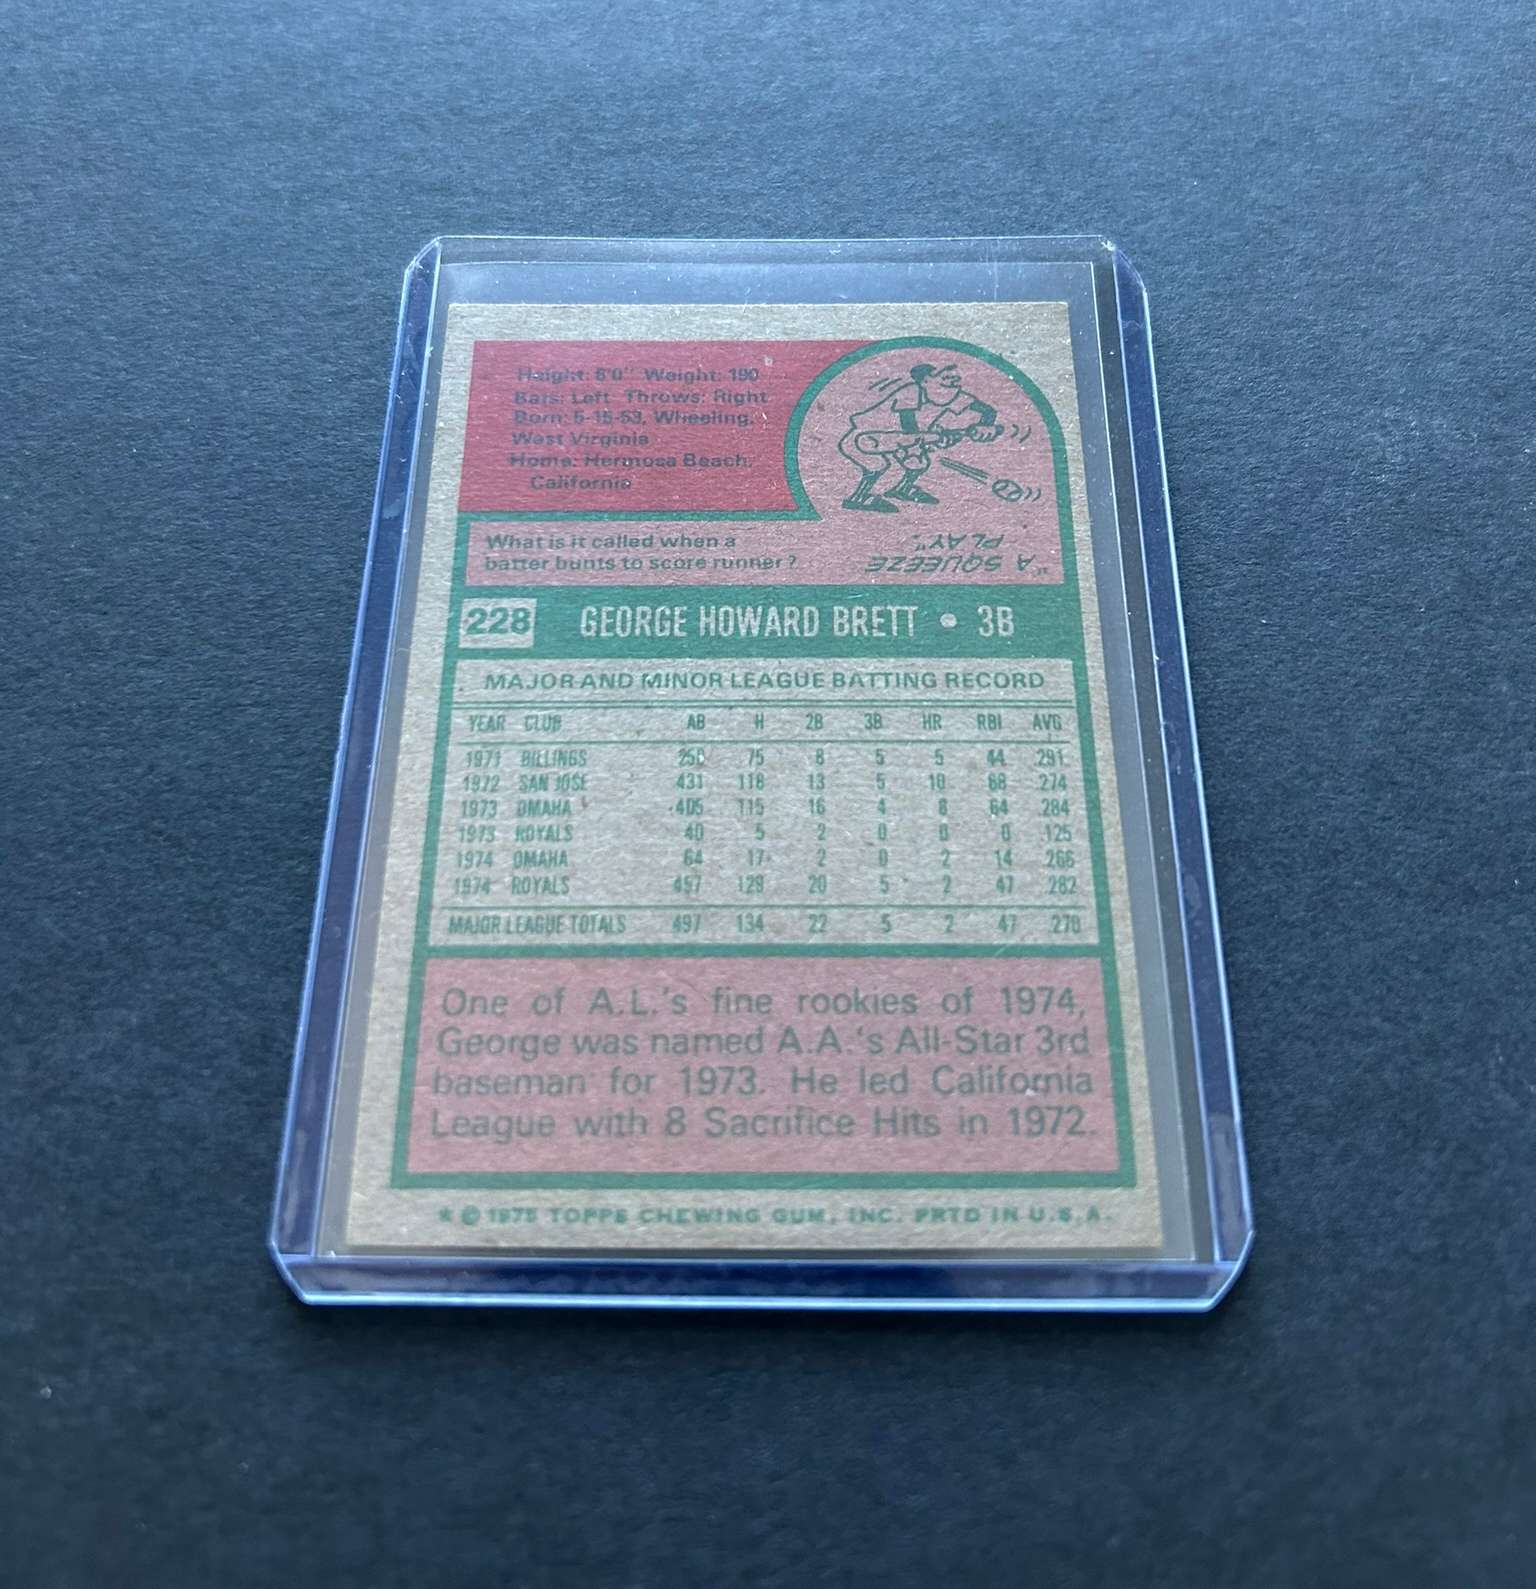 Height: 6'0" Weight: 190
Bats: Left Throws: Right
Born: 5-15-53, Wheeling,
West Virginia
Home: Hermosa Beach,
California
What is it called when a
batter bunts to score runner?
"A SQUEEZE
PLAY".
228 GEORGE HOWARD BRETT • 3B
MAJOR AND MINOR LEAGUE BATTING RECORD
YEAR CLUB AB H 2B 3B HR RBI AVG
1971 BILLINGS 258 75 8 5 5 44 .291
1972 SAN JOSE 431 118 13 5 10 68 .274
1973 OMAHA 405 115 16 4 8 64 .284
1973 ROYALS 40 5 2 0 0 0 .125
1974 OMAHA 64 17 2 0 2 14 .266
1974 ROYALS 457 129 20 5 2 47 .282
MAJOR LEAGUE TOTALS 497 134 22 5 2 47 .270
One of A.L.'s fine rookies of 1974,
George was named A.A.'s All-Star 3rd
baseman for 1973. He led California
League with 8 Sacrifice Hits in 1972.
* © 1975 TOPPS CHEWING GUM, INC. PRTD IN U.S.A.